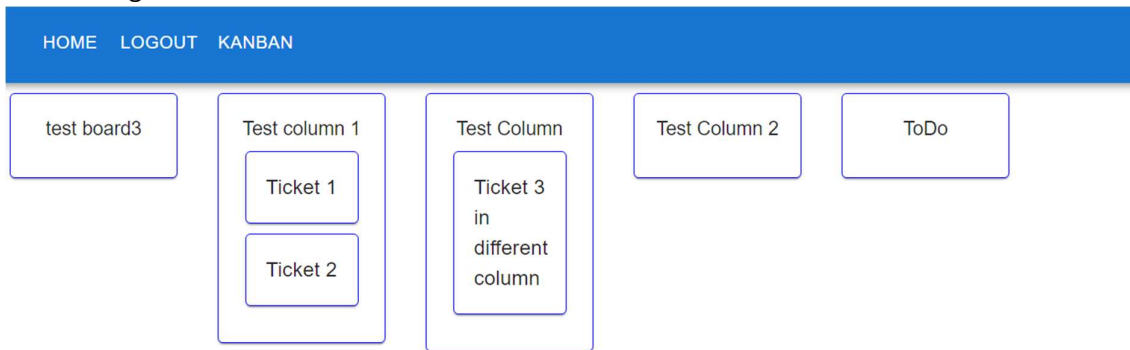 HOME LOGOUT KANBAN
test board3
Test column 1
Ticket 1
Ticket 2
Test Column
Ticket 3
in
different
column
Test Column 2
ToDo